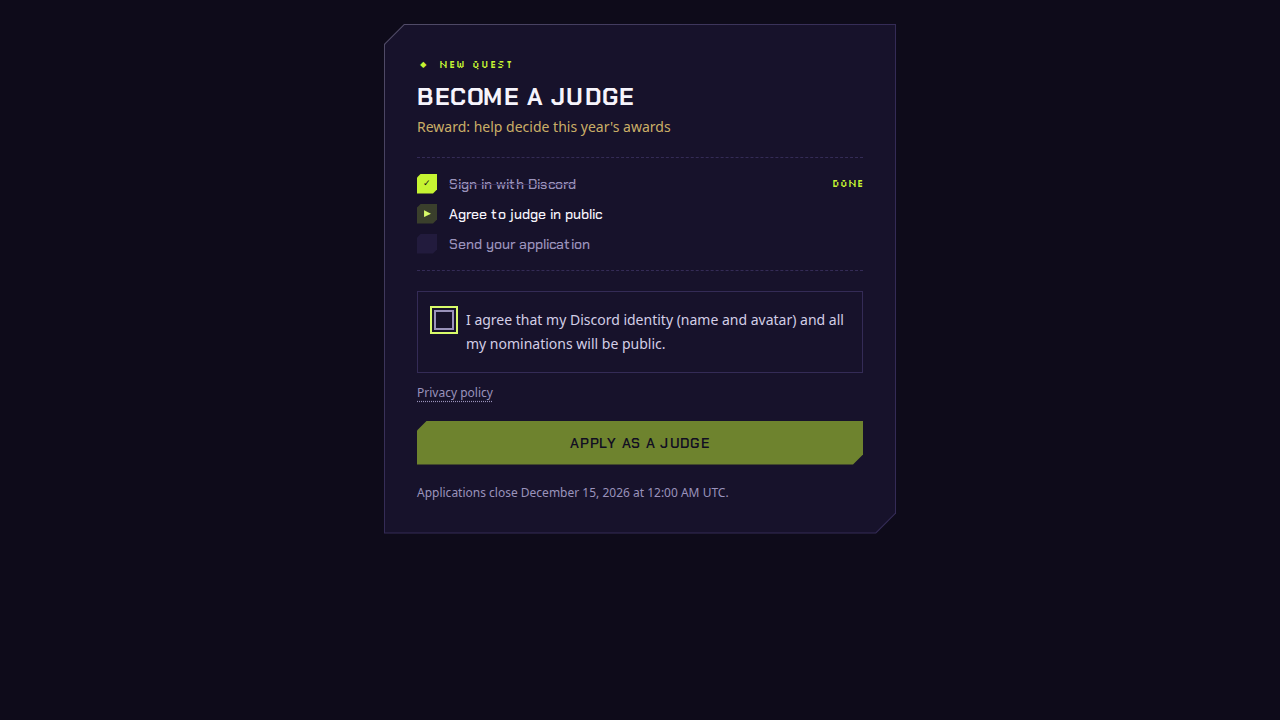 NEW QUEST
BECOME A JUDGE
Reward: help decide this year's awards
Sign in with Discord DONE
Agree to judge in public
Send your application
I agree that my Discord identity (name and avatar) and all
my nominations will be public.
Privacy policy
APPLY AS A JUDGE
Applications close December 15, 2026 at 12:00 AM UTC.